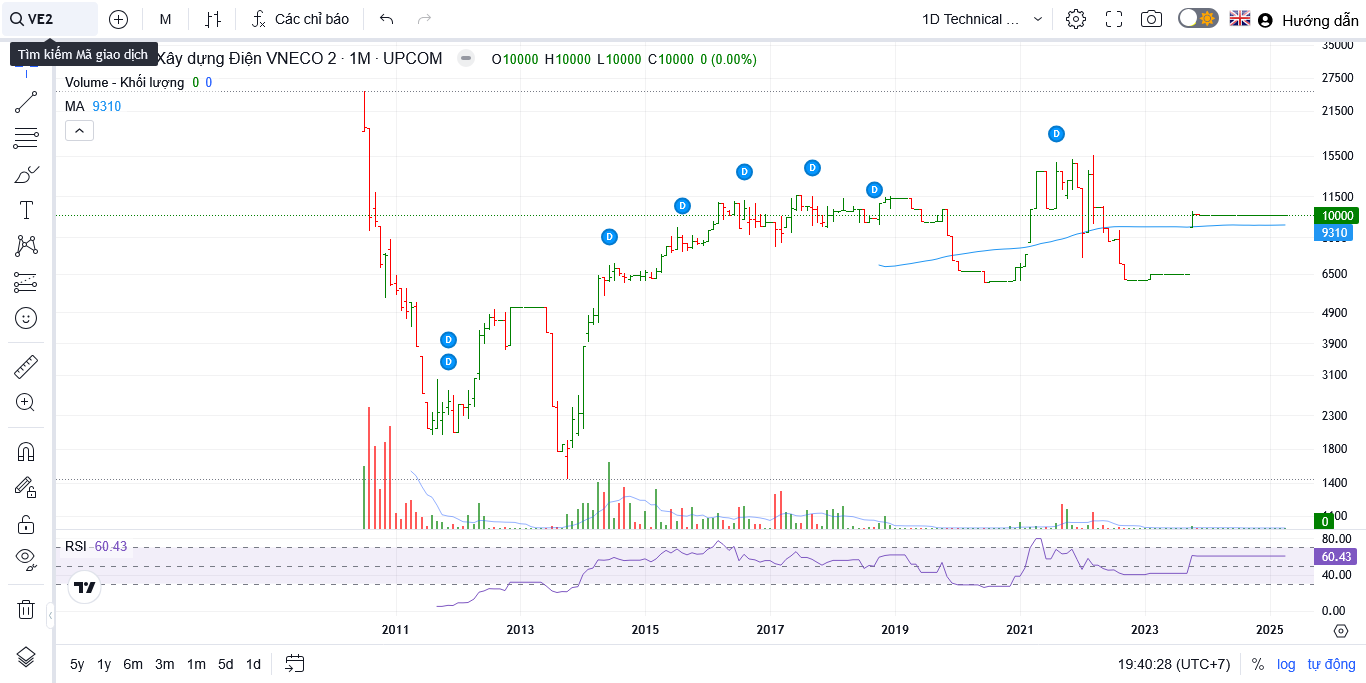 VE2
M
Các chỉ báo
1D Technical ...
Hướng dẫn
Tìm kiếm Mã giao dịch
Xây dựng Điện VNECO 2 · 1M · UPCOM
O10000 H10000 L10000 C10000 0 (0.00%)
Volume - Khối lượng 0 0
MA 9310
35000
27500
21500
15500
11500
10000
9310
6500
4900
3900
3100
2300
1800
1400
0
D
D
D
D
D
D
D
D
RSI 60.43
80.00
60.43
40.00
0.00
2011 2013 2015 2017 2019 2021 2023 2025
5y 1y 6m 3m 1m 5d 1d
19:40:28 (UTC+7)
% log tự động